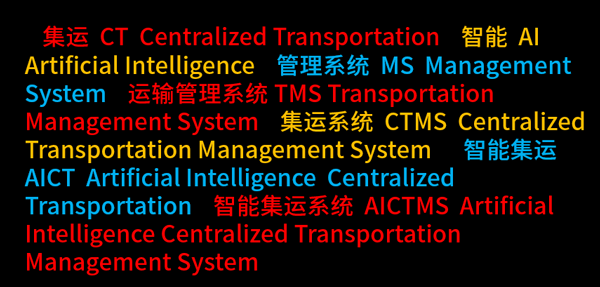 集运 CT Centralized Transportation 智能 AI
Artificial Intelligence 管理系统 MS Management
System 运输管理系统 TMS Transportation
Management System 集运系统 CTMS Centralized
Transportation Management System 智能集运
AICT Artificial Intelligence Centralized
Transportation 智能集运系统 AICTMS Artificial
Intelligence Centralized Transportation
Management System